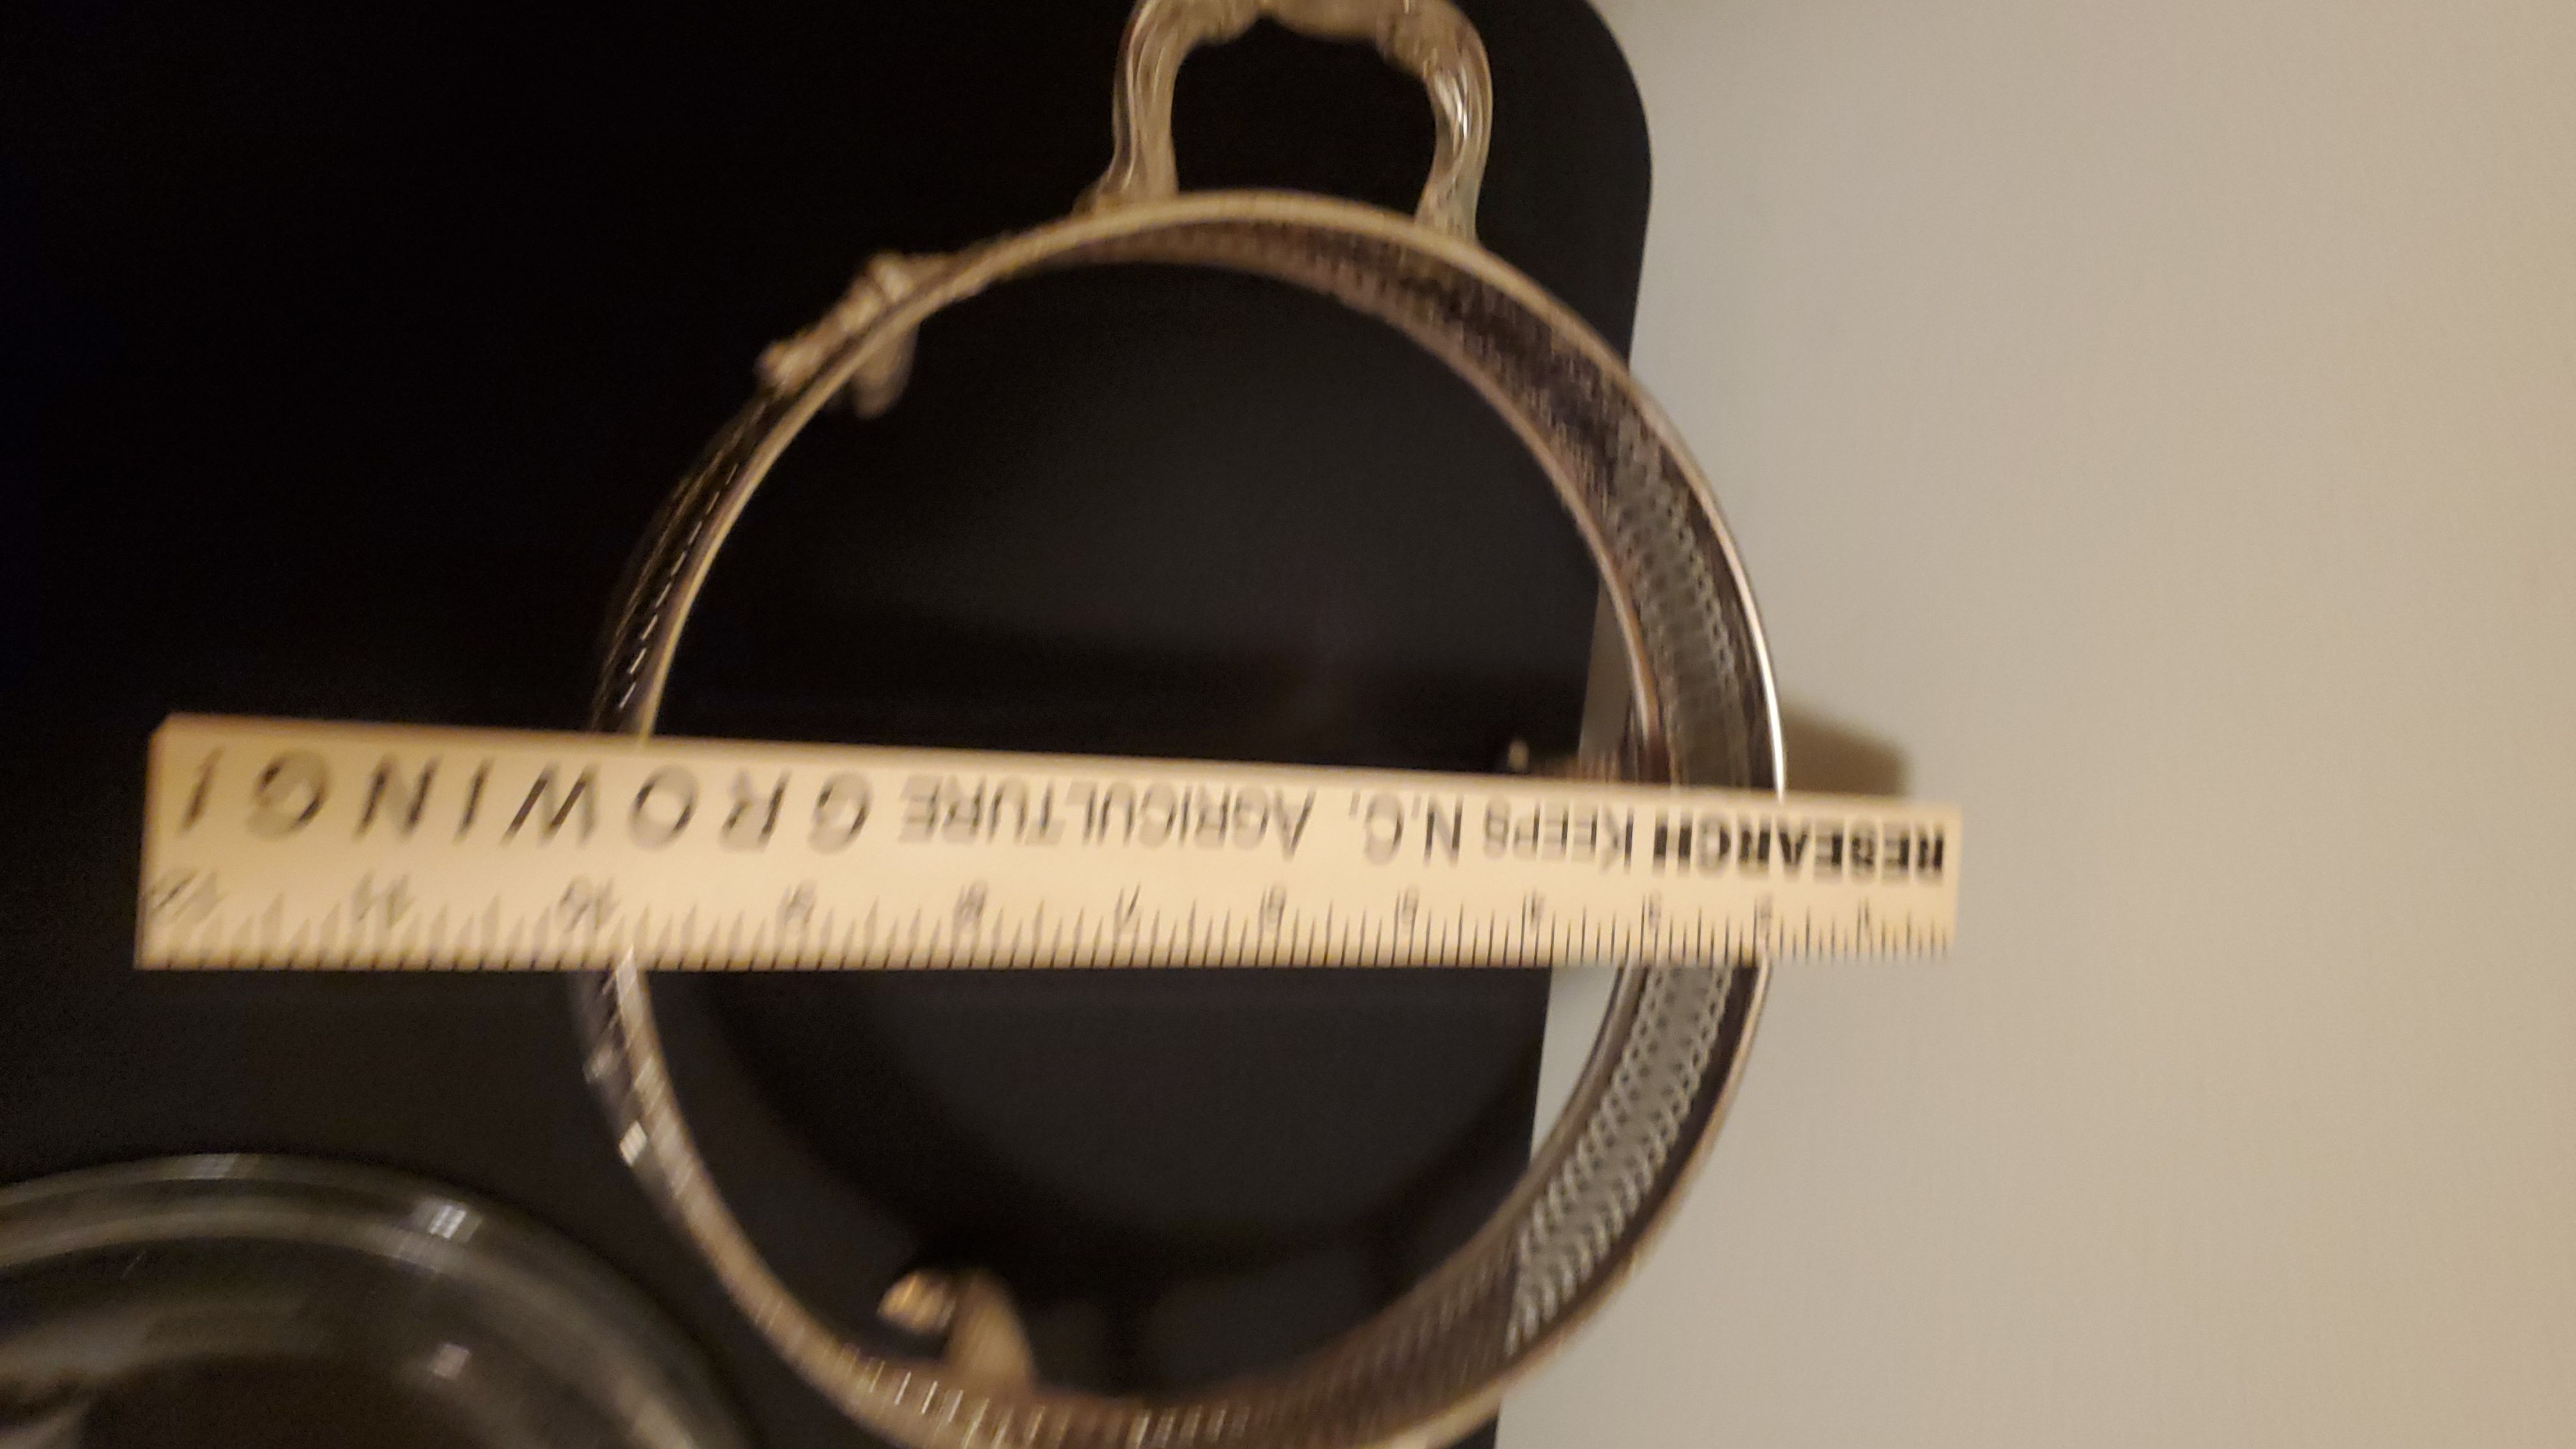 RESEARCH KEEPS N.C. AGRICULTURE GROWING!
1 2 3 4 5 6 7 8 9 10 11 12